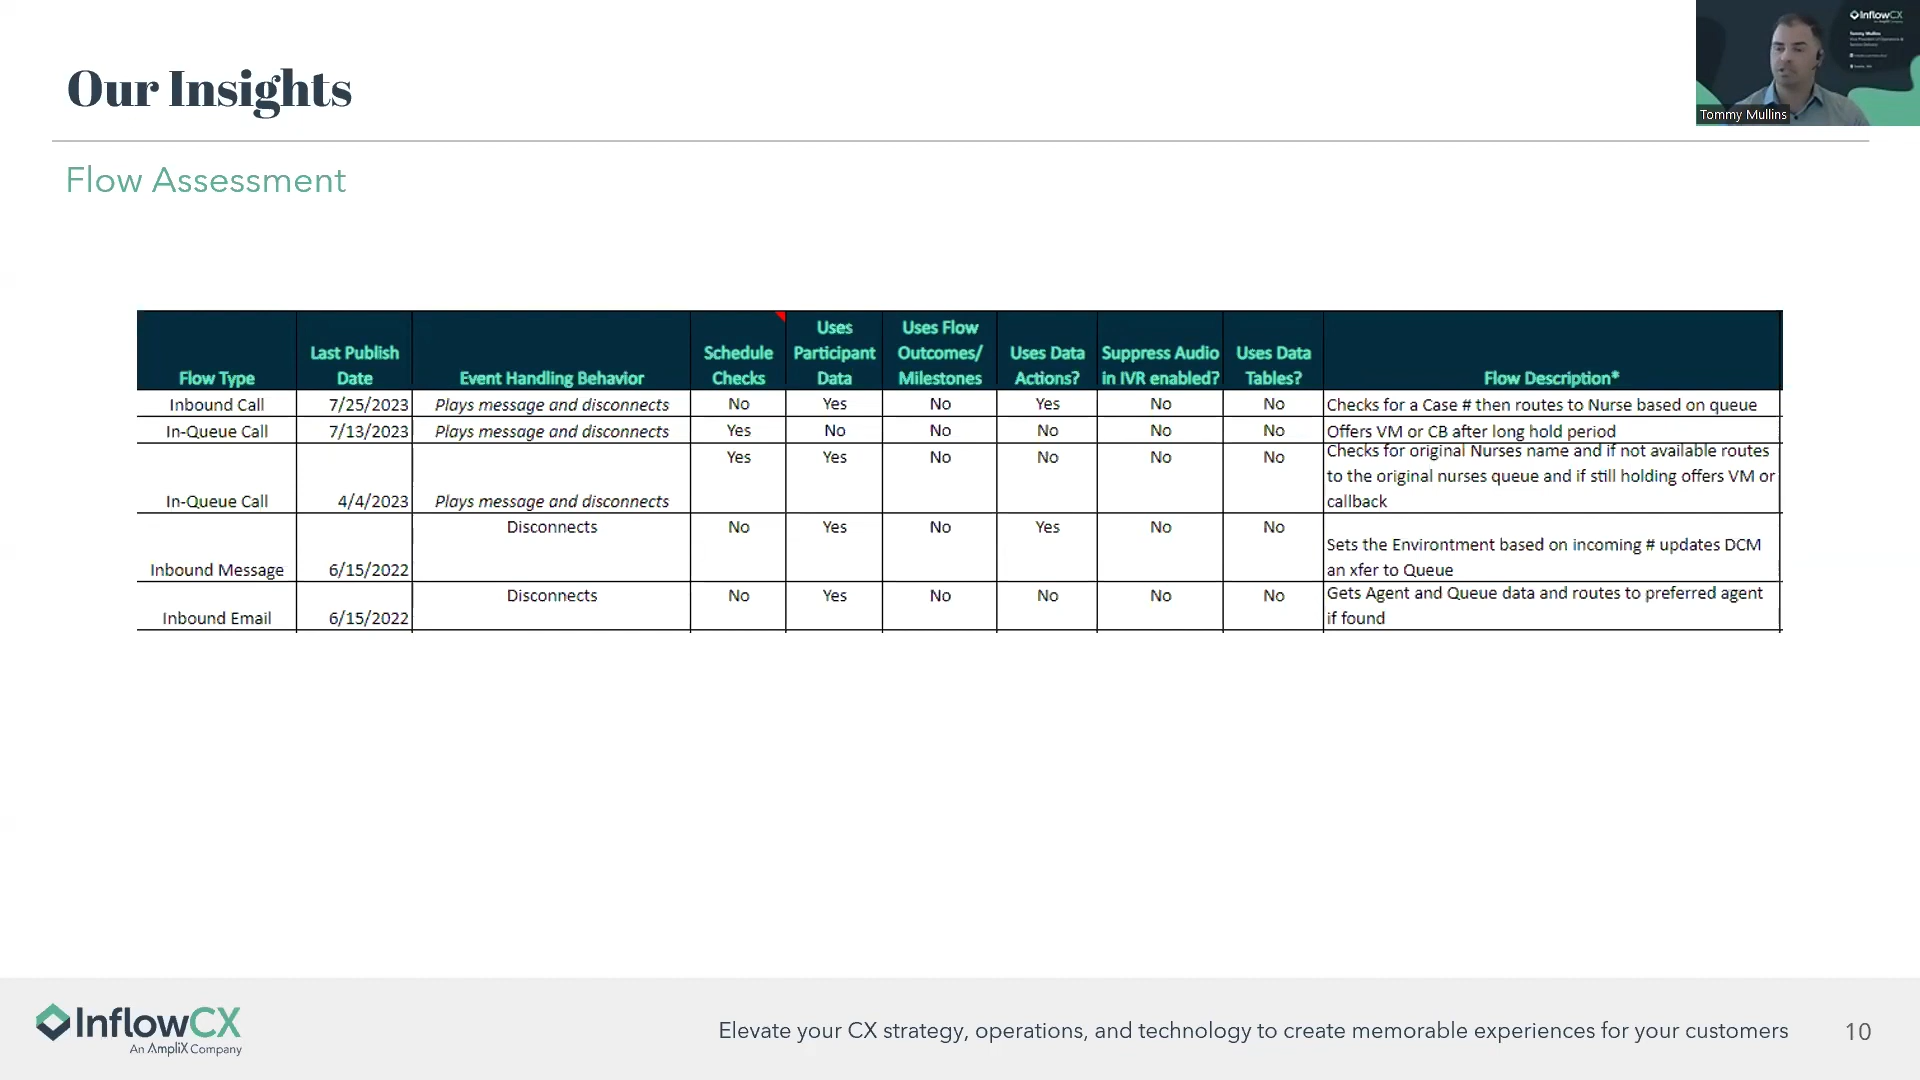 InflowCX
Tommy Mullins
Our Insights
Tommy Mullins
Flow Assessment
Flow Type
Last Publish
Date
Event Handling Behavior
Schedule
Checks
Uses
Participant
Data
Uses Flow
Outcomes/
Milestones
Uses Data
Actions?
Suppress Audio
in IVR enabled?
Uses Data
Tables?
Flow Description*
Inbound Call 7/25/2023 Plays message and disconnects No Yes No Yes No No Checks for a Case # then routes to Nurse based on queue
In-Queue Call 7/13/2023 Plays message and disconnects Yes No No No No No Offers VM or CB after long hold period
In-Queue Call 4/4/2023 Plays message and disconnects Yes Yes No No No No Checks for original Nurses name and if not available routes
to the original nurses queue and if still holding offers VM or
callback
Inbound Message 6/15/2022 Disconnects No Yes No Yes No No Sets the Environtment based on incoming # updates DCM
an xfer to Queue
Inbound Email 6/15/2022 Disconnects No Yes No No No No Gets Agent and Queue data and routes to preferred agent
if found
InflowCX
An AmpliX Company
Elevate your CX strategy, operations, and technology to create memorable experiences for your customers
10